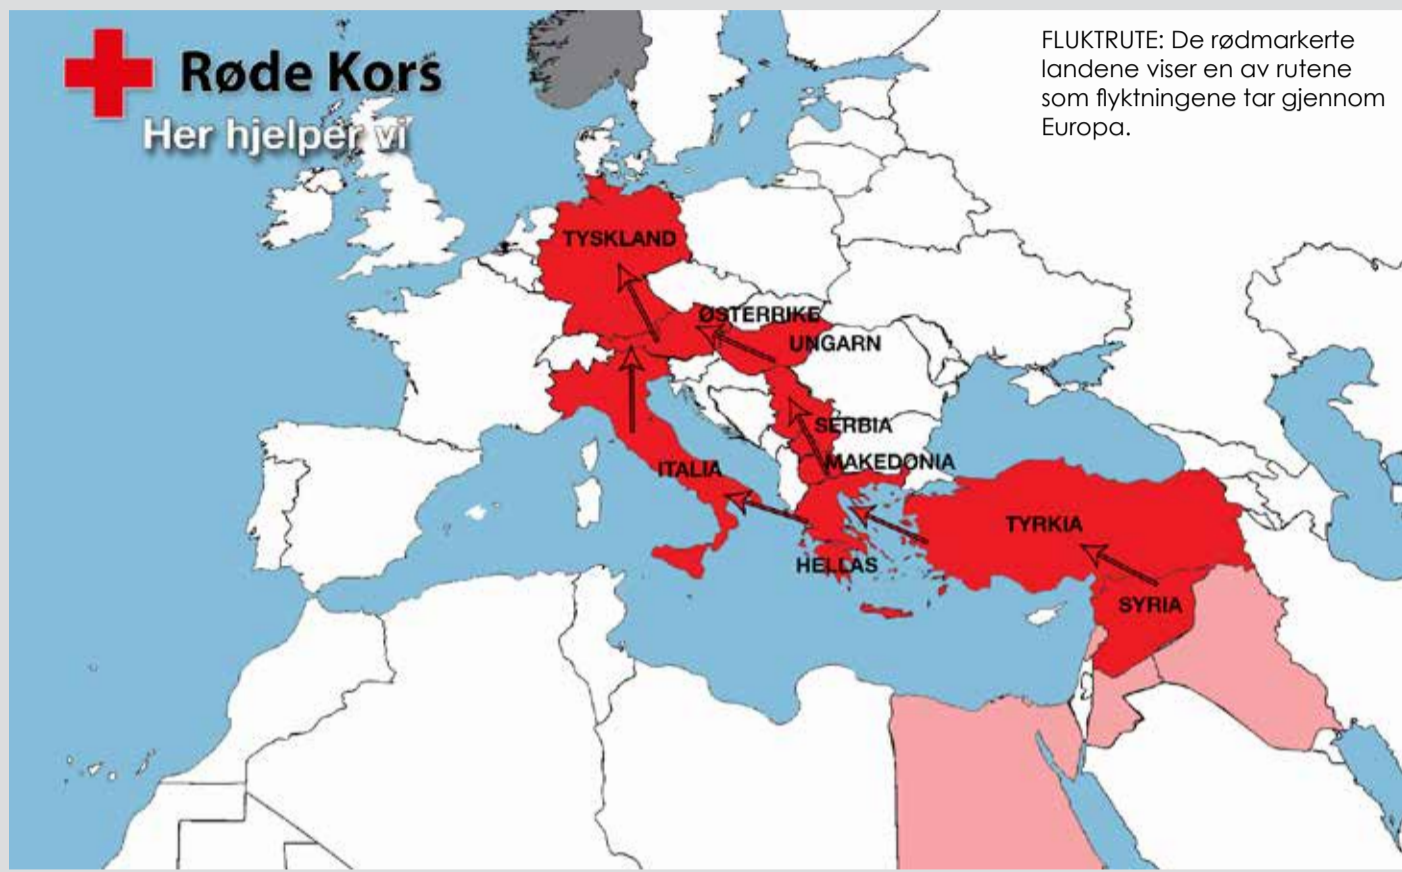 Røde Kors
Her hjelper vi
FLUKTRUTE: De rødmarkerte
landene viser en av rutene
som flyktningene tar gjennom
Europa.
TYSKLAND
ØSTERRIKE
UNGARN
SERBIA
MAKEDONIA
ITALIA
TYRKIA
HELLAS
SYRIA